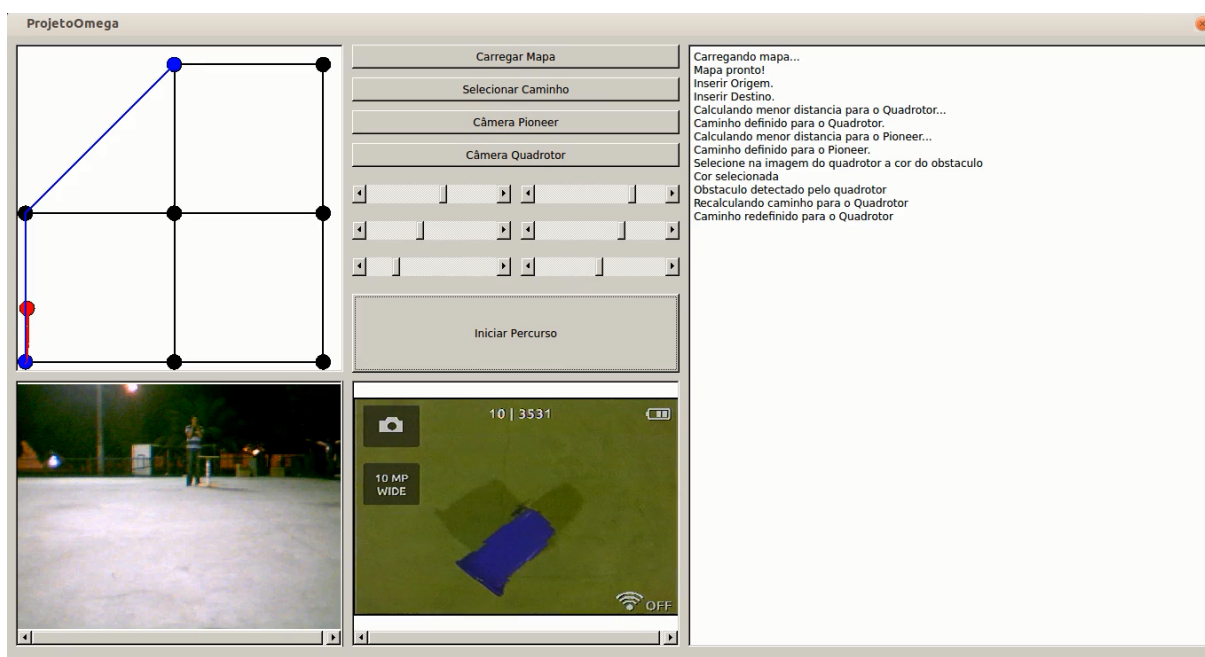 ProjetoOmega
Carregar Mapa
Selecionar Caminho
Câmera Pioneer
Câmera Quadrotor
Iniciar Percurso
Carregando mapa...
Mapa pronto!
Inserir Origem.
Inserir Destino.
Calculando menor distancia para o Quadrotor...
Caminho definido para o Quadrotor.
Calculando menor distancia para o Pioneer...
Caminho definido para o Pioneer.
Selecione na imagem do quadrotor a cor do obstaculo
Cor selecionada
Obstaculo detectado pelo quadrotor
Recalculando caminho para o Quadrotor
Caminho redefinido para o Quadrotor
10 | 3531
10 MP
WIDE
OFF